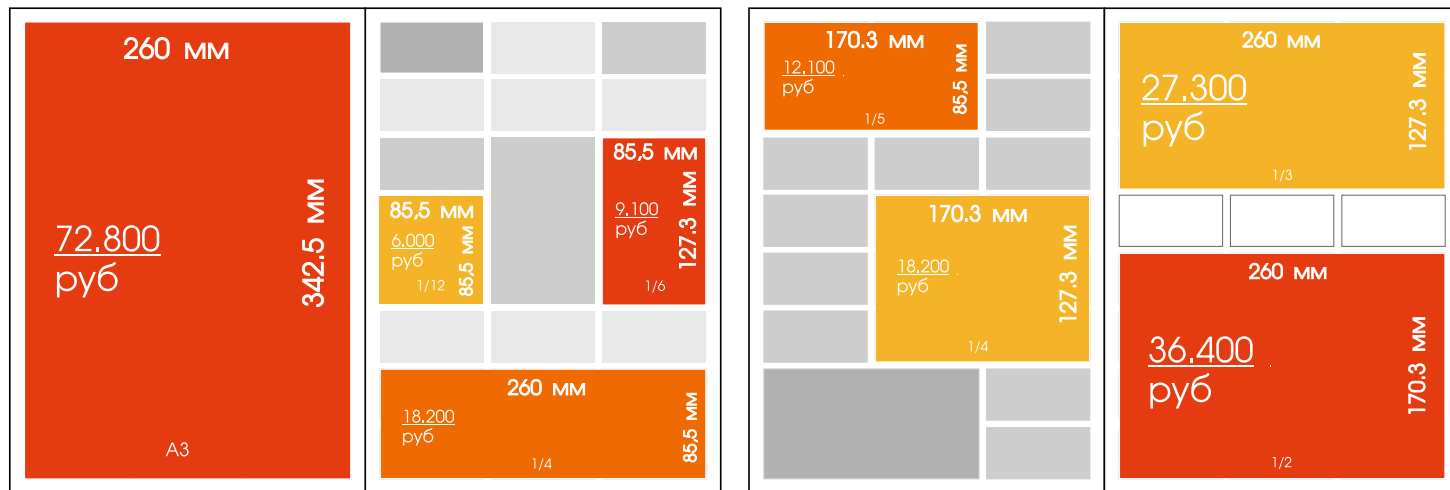 260 мм
72.800
руб
342.5 мм
А3
85,5 мм
6.000
руб
85,5 мм
1/12
85,5 мм
9.100
руб
127.3 мм
1/6
260 мм
18.200
руб
85,5 мм
1/4
170.3 мм
12.100
руб
85,5 мм
1/5
170.3 мм
18.200
руб
127.3 мм
1/4
260 мм
27.300
руб
127.3 мм
1/3
260 мм
36.400
руб
170.3 мм
1/2